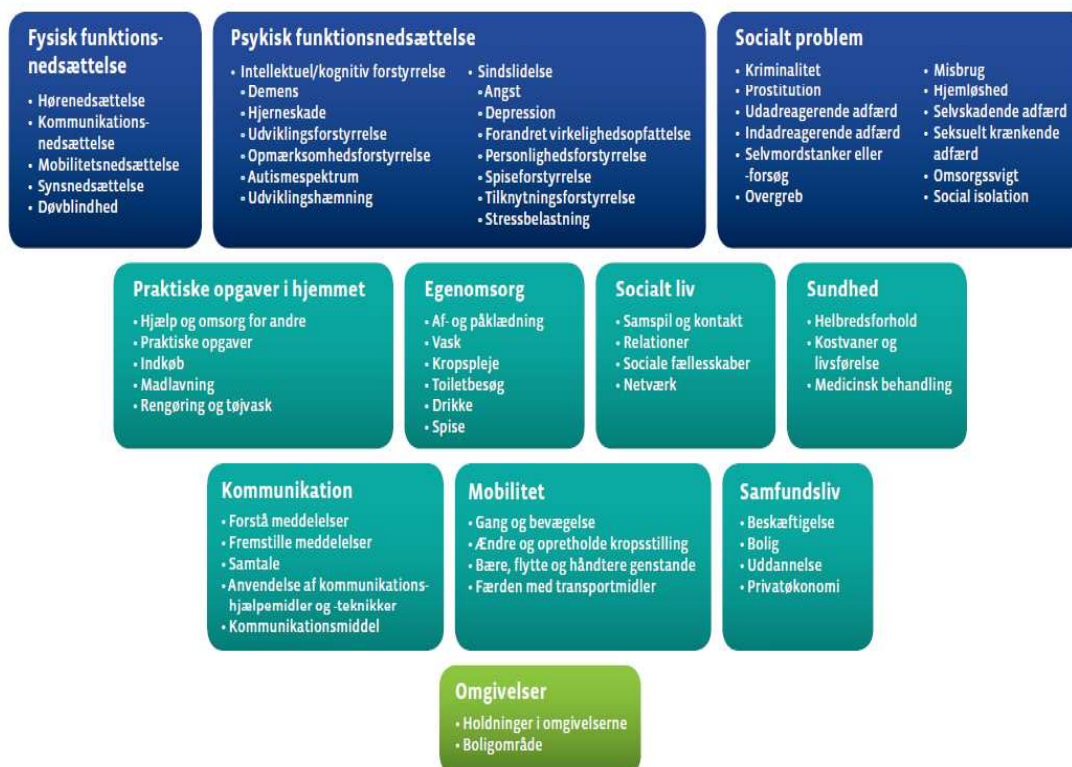 Fysisk funktions-
nedsættelse
• Hørenedsættelse
• Kommunikations-
nedsættelse
• Mobilitetsnedsættelse
• Synsnedsættelse
• Døvblindhed
Psykisk funktionsnedsættelse
• Intellektuel/kognitiv forstyrrelse
• Demens
• Hjerneskade
• Udviklingsforstyrrelse
• Opmærksomhedsforstyrrelse
• Autismespektrum
• Udviklingshæmning
• Sindslidelse
• Angst
• Depression
• Forandret virkelighedsopfattelse
• Personlighedsforstyrrelse
• Spiseforstyrrelse
• Tilknytningsforstyrrelse
• Stressbelastning
Socialt problem
• Kriminalitet
• Prostitution
• Udadreagerende adfærd
• Indadreagerende adfærd
• Selvmordstanker eller
-forsøg
• Overgreb
• Misbrug
• Hjemløshed
• Selvskadende adfærd
• Seksuelt krænkende
adfærd
• Omsorgssvigt
• Social isolation
Praktiske opgaver i hjemmet
• Hjælp og omsorg for andre
• Praktiske opgaver
• Indkøb
• Madlavning
• Rengøring og tøjvask
Egenomsorg
• Af- og påklædning
• Vask
• Kropspleje
• Toiletbesøg
• Drikke
• Spise
Socialt liv
• Samspil og kontakt
• Relationer
• Sociale fællesskaber
• Netværk
Sundhed
• Helbredsforhold
• Kostvaner og
livsførelse
• Medicinsk behandling
Kommunikation
• Forstå meddelelser
• Fremstille meddelelser
• Samtale
• Anvendelse af kommunikations-
hjælpemidler og -teknikker
• Kommunikationsmiddel
Mobilitet
• Gang og bevægelse
• Ændre og opretholde kropsstilling
• Bære, flytte og håndtere genstande
• Færden med transportmidler
Samfundsliv
• Beskæftigelse
• Bolig
• Uddannelse
• Privatøkonomi
Omgivelser
• Holdninger i omgivelserne
• Boligområde